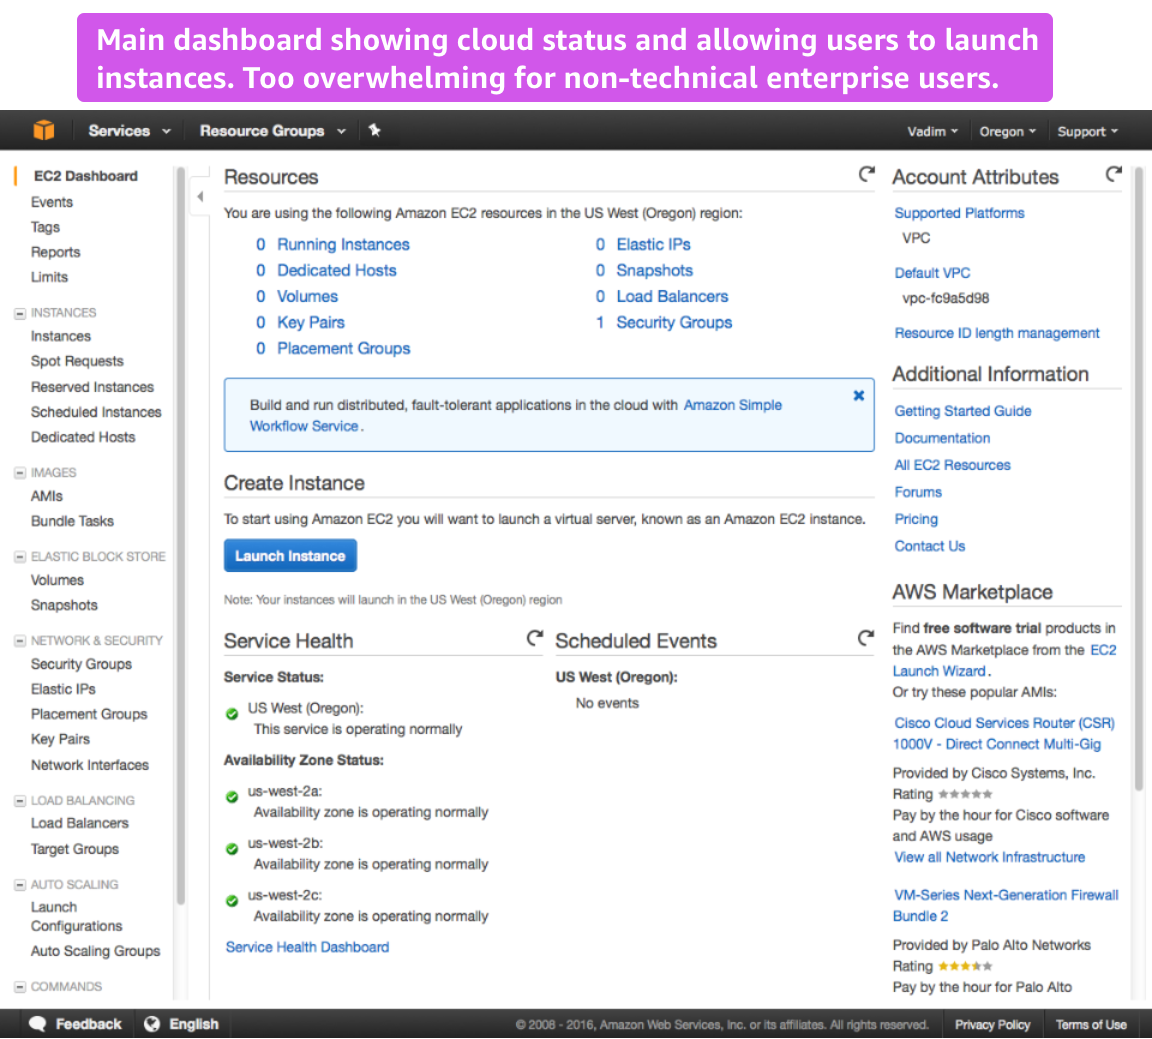 Main dashboard showing cloud status and allowing users to launch
instances. Too overwhelming for non-technical enterprise users.
Services
Resource Groups
Vadim
Oregon
Support
EC2 Dashboard
Events
Tags
Reports
Limits
INSTANCES
Instances
Spot Requests
Reserved Instances
Scheduled Instances
Dedicated Hosts
IMAGES
AMIs
Bundle Tasks
ELASTIC BLOCK STORE
Volumes
Snapshots
NETWORK & SECURITY
Security Groups
Elastic IPs
Placement Groups
Key Pairs
Network Interfaces
LOAD BALANCING
Load Balancers
Target Groups
AUTO SCALING
Launch
Configurations
Auto Scaling Groups
COMMANDS
Resources
You are using the following Amazon EC2 resources in the US West (Oregon) region:
0 Running Instances
0 Dedicated Hosts
0 Volumes
0 Key Pairs
0 Placement Groups
0 Elastic IPs
0 Snapshots
0 Load Balancers
1 Security Groups
Build and run distributed, fault-tolerant applications in the cloud with Amazon Simple
Workflow Service.
Create Instance
To start using Amazon EC2 you will want to launch a virtual server, known as an Amazon EC2 instance.
Launch Instance
Note: Your instances will launch in the US West (Oregon) region
Service Health
Service Status:
US West (Oregon):
This service is operating normally
Availability Zone Status:
us-west-2a:
Availability zone is operating normally
us-west-2b:
Availability zone is operating normally
us-west-2c:
Availability zone is operating normally
Service Health Dashboard
Scheduled Events
US West (Oregon):
No events
Account Attributes
Supported Platforms
VPC
Default VPC
vpc-fc9a5d98
Resource ID length management
Additional Information
Getting Started Guide
Documentation
All EC2 Resources
Forums
Pricing
Contact Us
AWS Marketplace
Find free software trial products in
the AWS Marketplace from the EC2
Launch Wizard.
Or try these popular AMIs:
Cisco Cloud Services Router (CSR)
1000V - Direct Connect Multi-Gig
Provided by Cisco Systems, Inc.
Rating
Pay by the hour for Cisco software
and AWS usage
View all Network Infrastructure
VM-Series Next-Generation Firewall
Bundle 2
Provided by Palo Alto Networks
Rating
Pay by the hour for Palo Alto
Feedback
English
© 2008 - 2016, Amazon Web Services, Inc. or its affiliates. All rights reserved.
Privacy Policy
Terms of Use